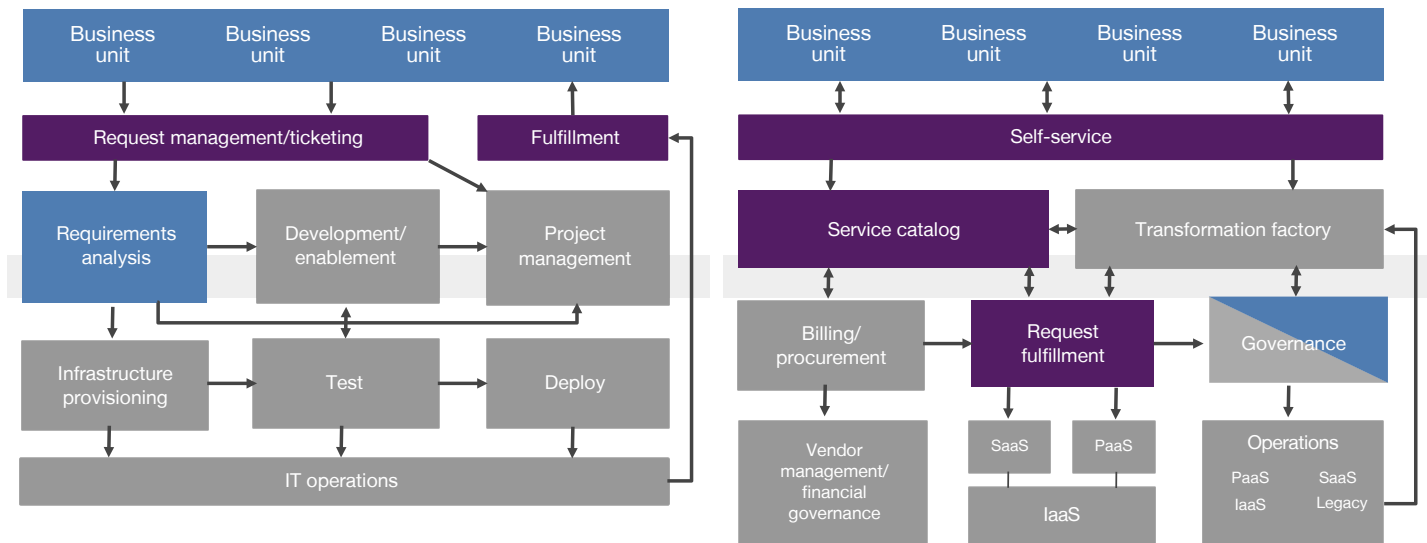 Business unit
Business unit
Business unit
Business unit
Request management/ticketing
Fulfillment
Requirements
analysis
Development/
enablement
Project
management
Infrastructure
provisioning
Test
Deploy
IT operations
Business unit
Business unit
Business unit
Business unit
Self-service
Service catalog
Transformation factory
Billing/
procurement
Request
fulfillment
Governance
Vendor
management/
financial
governance
SaaS
PaaS
IaaS
Operations
PaaS
SaaS
IaaS
Legacy